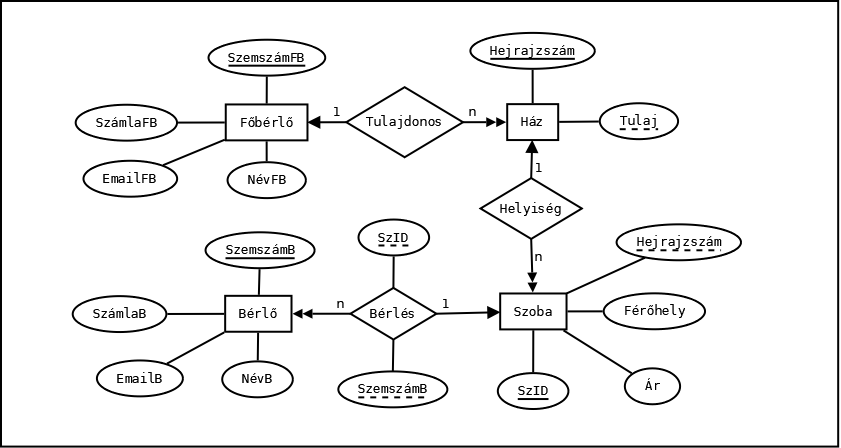 SzemszámFB
Hejrajzszám
SzámlaFB
Főbérlő
1
Tulajdonos
n
Ház
Tulaj
EmailFB
NévFB
1
Helyiség
n
SzemszámB
SzID
Hejrajzszám
SzámlaB
Bérlő
n
Bérlés
1
Szoba
Férőhely
EmailB
NévB
SzemszámB
SzID
Ár